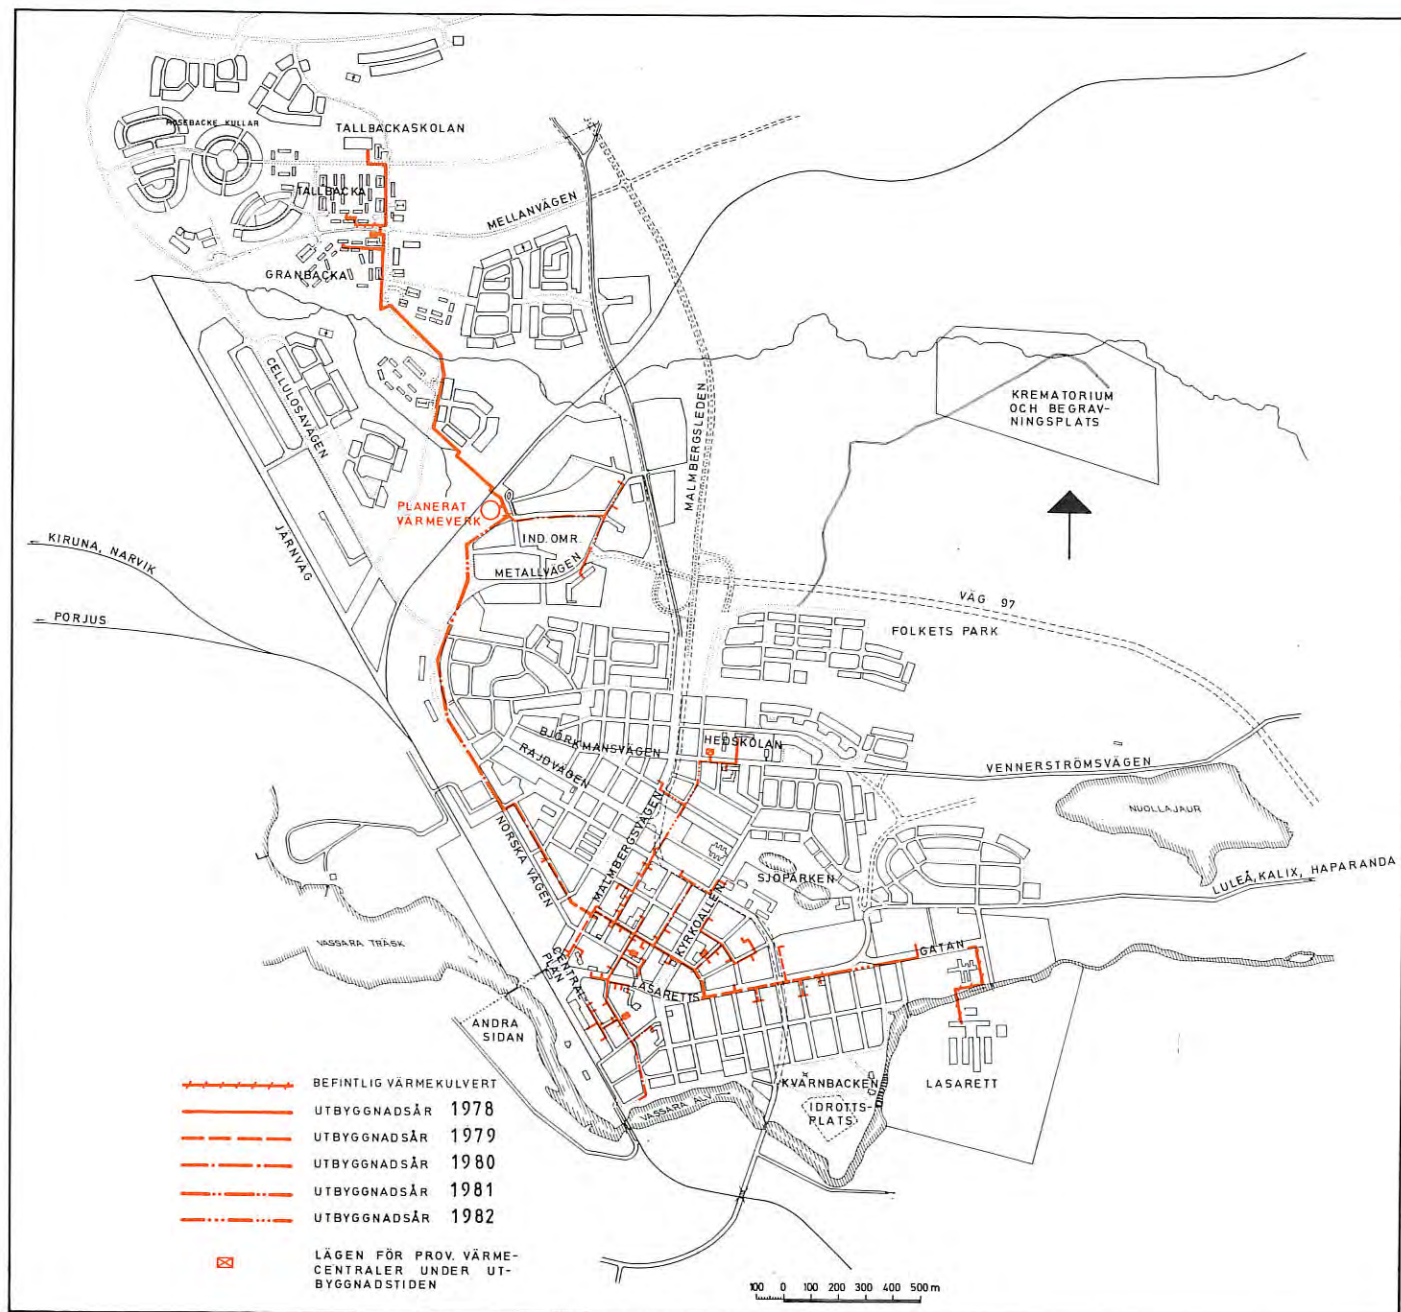 MOSEBACKE KULLAR
TALLBACKASKOLAN
TALLBACKA
MELLANVÄGEN
GRANBACKA
CELLULOSAVÄGEN
MALMBERGSLEDEN
KREMATORIUM
OCH BEGRAV-
NINGSPLATS
PLANERAT
VÄRMEVERK
IND. OMR.
METALLVÄGEN
JÄRNVÄG
← KIRUNA, NARVIK
← PORJUS
VÄG 97
FOLKETS PARK
HEDSKOLAN
BJÖRKMANSVÄGEN
RAJDVÄGEN
VENNERSTRÖMSVÄGEN
NUOLLAJAUR
NORSKA VÄGEN
MALMBERGSVÄGEN
SJÖPARKEN
LULEÅ, KALIX, HAPARANDA
KYRKOALLÉN
VASSARA TRÄSK
CENTRAL
PLAN
LASARETTS
GATAN
ANDRA
SIDAN
KVARNBACKEN
LASARETT
VASSARA ÄLV
IDROTTS-
PLATS
BEFINTLIG VÄRMEKULVERT
UTBYGGNADSÅR 1978
UTBYGGNADSÅR 1979
UTBYGGNADSÅR 1980
UTBYGGNADSÅR 1981
UTBYGGNADSÅR 1982
LÄGEN FÖR PROV. VÄRME-
CENTRALER UNDER UT-
BYGGNADSTIDEN
100 0 100 200 300 400 500 m